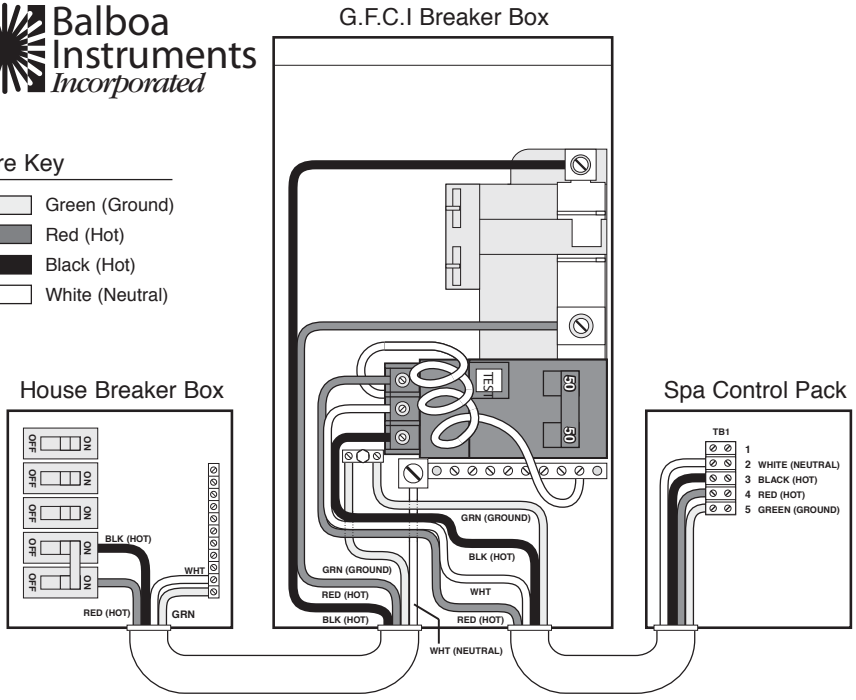 Balboa
Instruments
Incorporated
G.F.C.I Breaker Box
re Key
Green (Ground)
Red (Hot)
Black (Hot)
White (Neutral)
House Breaker Box
OFF ON
OFF ON
OFF ON
OFF ON
OFF ON
BLK (HOT)
WHT
RED (HOT)
GRN
TEST
50
50
GRN (GROUND)
BLK (HOT)
GRN (GROUND)
WHT
RED (HOT)
BLK (HOT)
RED (HOT)
WHT (NEUTRAL)
Spa Control Pack
TB1
1
2 WHITE (NEUTRAL)
3 BLACK (HOT)
4 RED (HOT)
5 GREEN (GROUND)